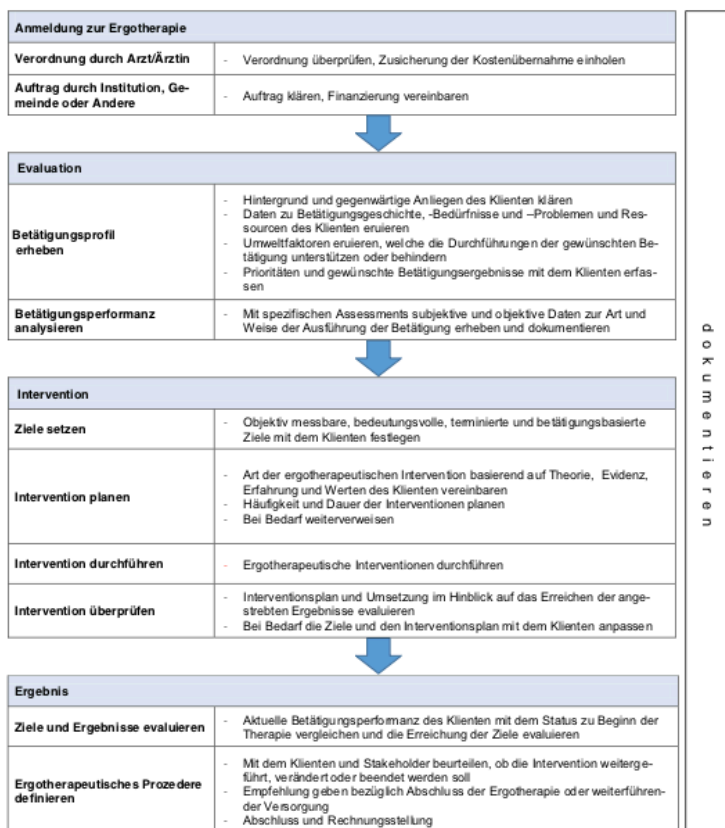 Anmeldung zur Ergotherapie
Verordnung durch Arzt/Ärztin
- Verordnung überprüfen, Zusicherung der Kostenübernahme einholen
Auftrag durch Institution, Ge-
meinde oder Andere
- Auftrag klären, Finanzierung vereinbaren
Evaluation
Betätigungsprofil
erheben
- Hintergrund und gegenwärtige Anliegen des Klienten klären
- Daten zu Betätigungsgeschichte, -Bedürfnisse und –Problemen und Res-
sourcen des Klienten eruieren
- Umweltfaktoren eruieren, welche die Durchführungen der gewünschten Be-
tätigung unterstützen oder behindern
- Prioritäten und gewünschte Betätigungsergebnisse mit dem Klienten erfas-
sen
Betätigungsperformanz
analysieren
- Mit spezifischen Assessments subjektive und objektive Daten zur Art und
Weise der Ausführung der Betätigung erheben und dokumentieren
Intervention
Ziele setzen
- Objektiv messbare, bedeutungsvolle, terminierte und betätigungsbasierte
Ziele mit dem Klienten festlegen
Intervention planen
- Art der ergotherapeutischen Intervention basierend auf Theorie, Evidenz,
Erfahrung und Werten des Klienten vereinbaren
- Häufigkeit und Dauer der Interventionen planen
- Bei Bedarf weiterverweisen
Intervention durchführen
- Ergotherapeutische Interventionen durchführen
Intervention überprüfen
- Interventionsplan und Umsetzung im Hinblick auf das Erreichen der ange-
strebten Ergebnisse evaluieren
- Bei Bedarf die Ziele und den Interventionsplan mit dem Klienten anpassen
Ergebnis
Ziele und Ergebnisse evaluieren
- Aktuelle Betätigungsperformanz des Klienten mit dem Status zu Beginn der
Therapie vergleichen und die Erreichung der Ziele evaluieren
Ergotherapeutisches Prozedere
definieren
- Mit dem Klienten und Stakeholder beurteilen, ob die Intervention weiterge-
führt, verändert oder beendet werden soll
- Empfehlung geben bezüglich Abschluss der Ergotherapie oder weiterführen-
der Versorgung
- Abschluss und Rechnungsstellung
dokumentieren